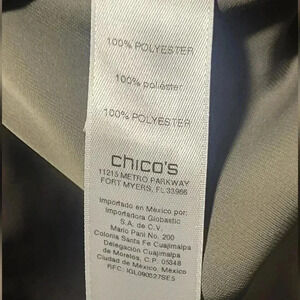 100% POLYESTER
100% poliéster
100% POLYESTER
chico's
11215 METRO PARKWAY
FORT MYERS, FL 33966
Importado en México por:
Importadora Globastic
S.A. de C.V.
Mario Pani No. 200
Colonia Santa Fe Cuajimalpa
Delegación Cuajimalpa
de Morelos, C.P. 05348
Ciudad de México, México
RFC: IGL090327SE5